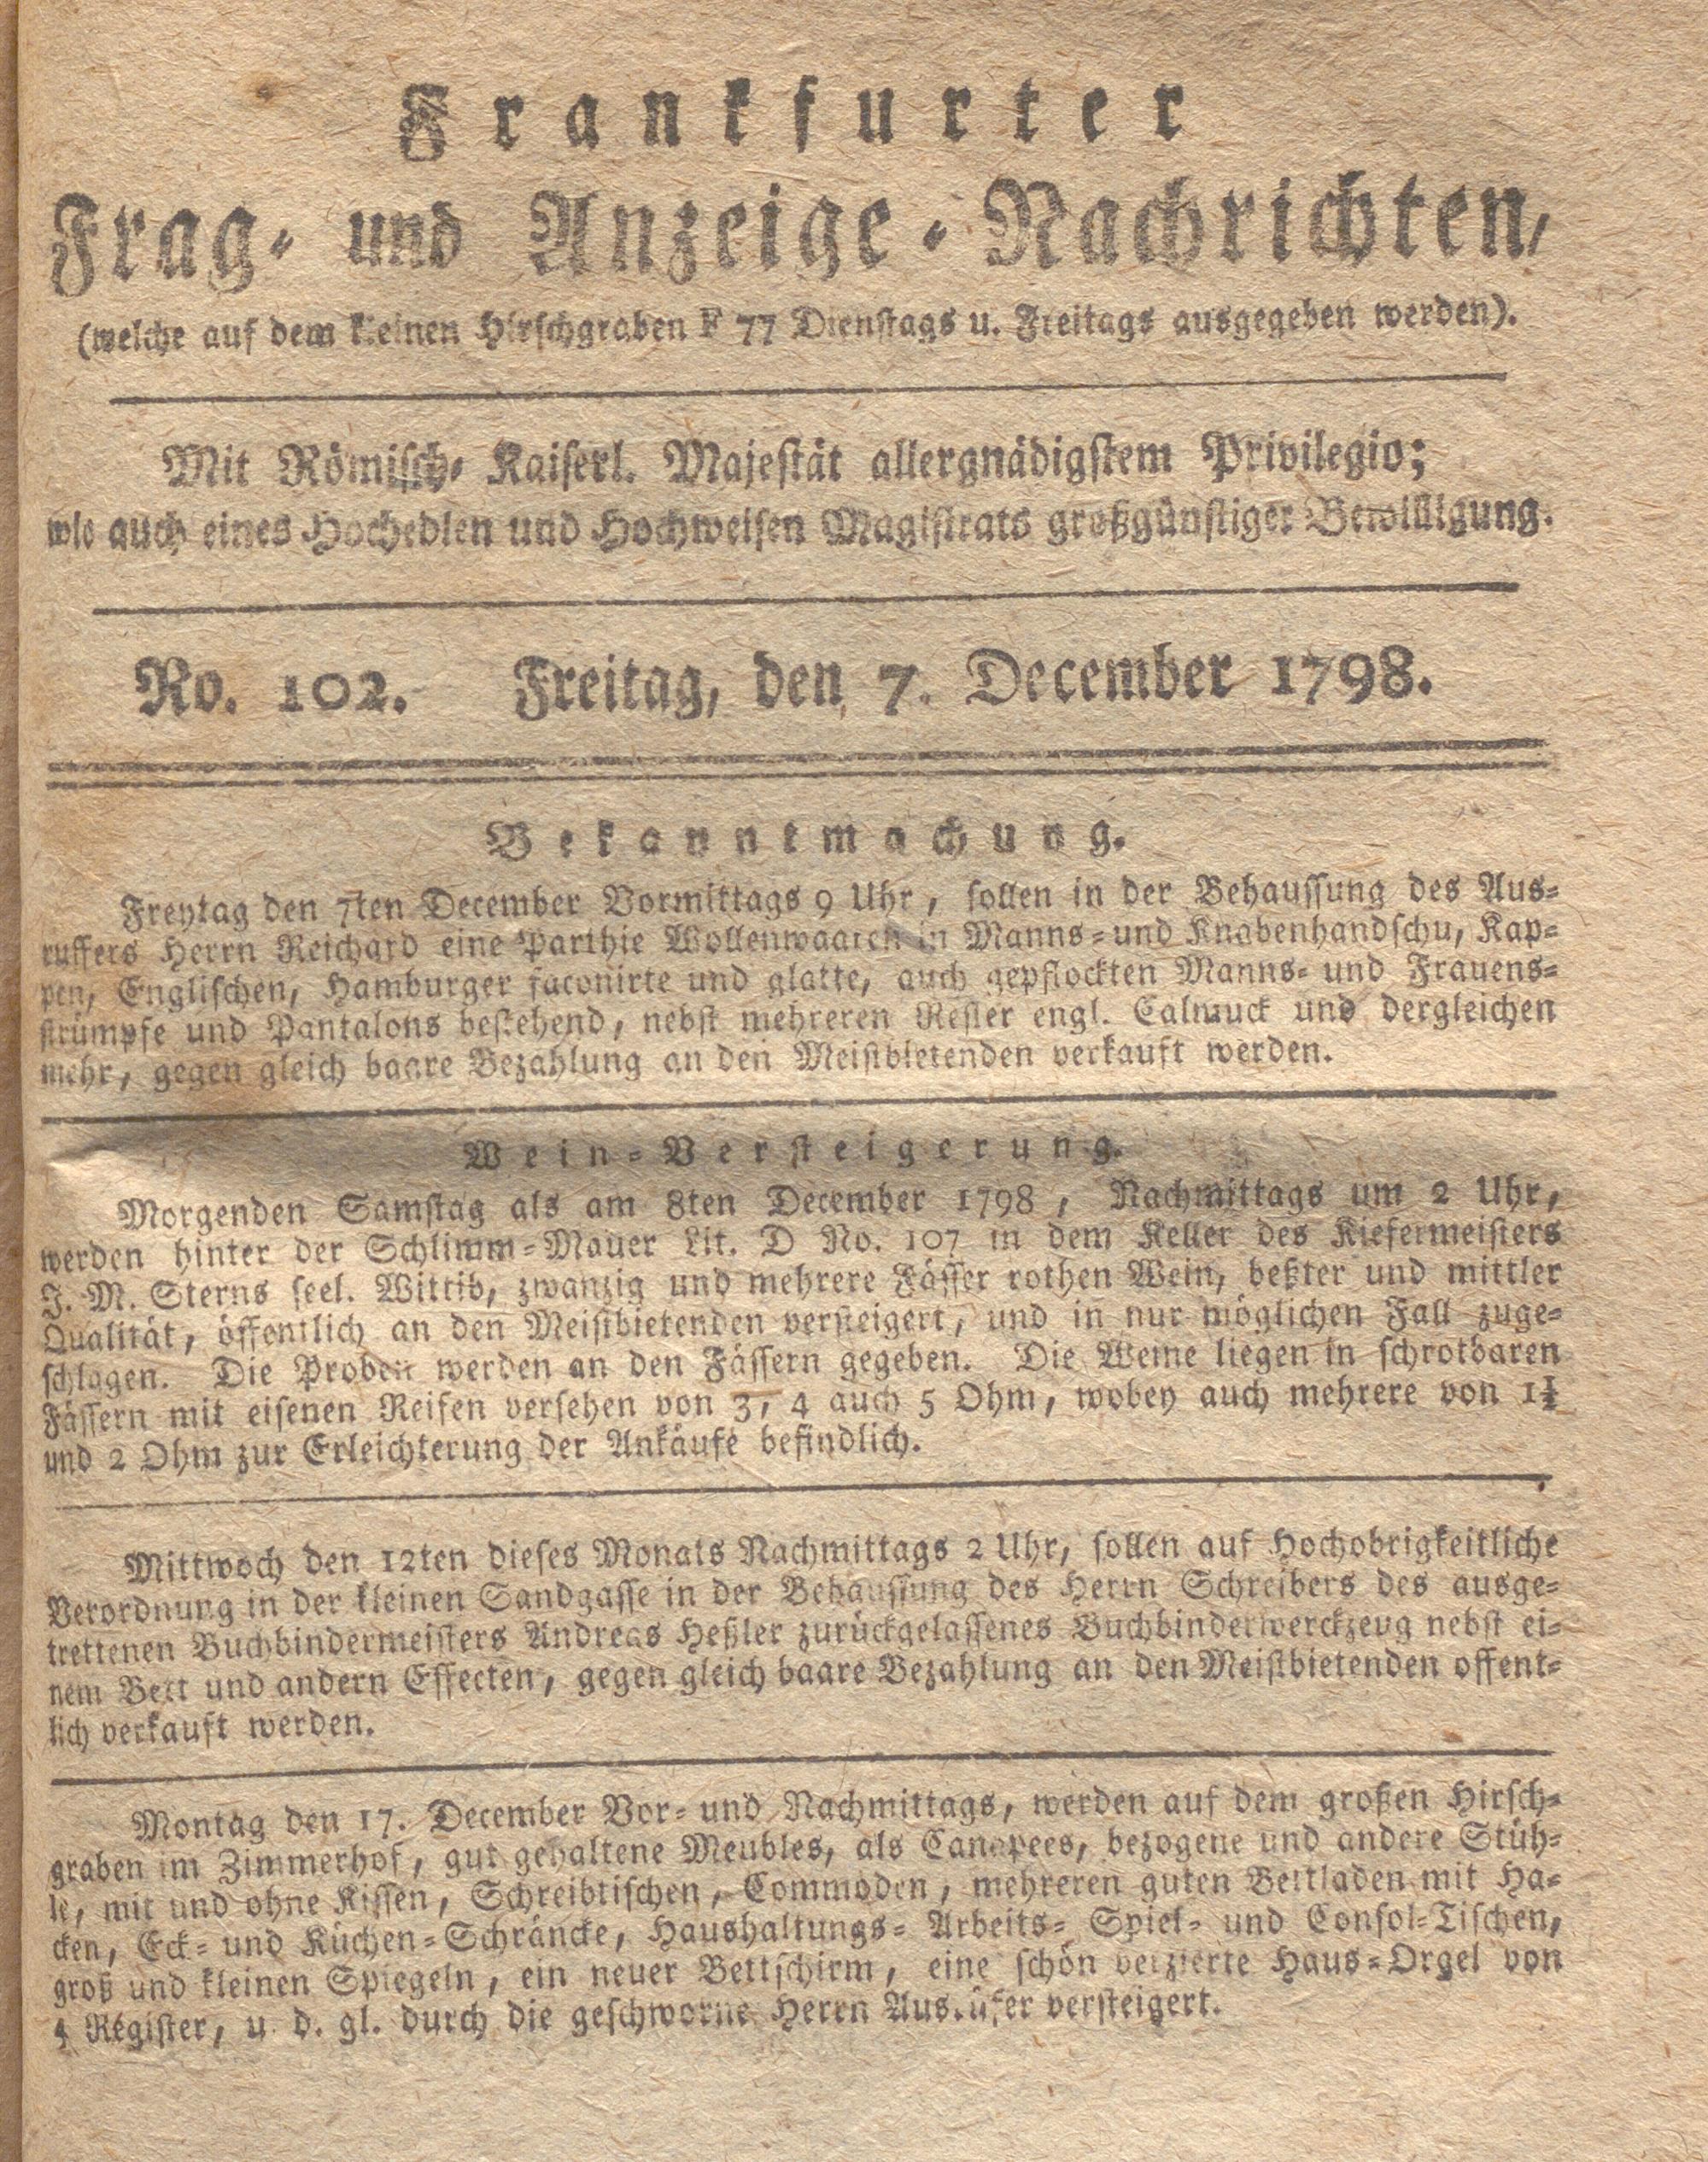 Frankfurter
Frag- und Anzeige-Nachrichten,
(welche auf dem kleinen Hirschgraben F 77 Dienstags u. Freitags ausgegeben werden).
Mit Römisch- Kaiserl. Majestät allergnädigstem Privilegio;
wie auch eines Hochedlen und Hochweisen Magistrats großgünstiger Bewilligung.
No. 102. Freitag, den 7. December 1798.
Bekanntmachung.
Freytag den 7ten December Vormittags 9 Uhr, sollen in der Behaussung des Aus-
ruffers Herrn Reichard eine Parthie Wollenwaaren in Manns- und Knabenhandschu, Kap-
pen, Englischen, Hamburger faconirte und glatte, auch gepflockten Manns- und Frauens-
strümpfe und Pantalons bestehend, nebst mehreren Rester engl. Calmuck und dergleichen
mehr, gegen gleich baare Bezahlung an den Meistbietenden verkauft werden.
Wein-Versteigerung.
Morgenden Samstag als am 8ten December 1798, Nachmittags um 2 Uhr,
werden hinter der Schlimm-Mauer Lit. D No. 107 in dem Keller des Kiefermeisters
J. M. Sterns seel. Wittib, zwanzig und mehrere Fässer rothen Wein, beßter und mittler
Qualität, öffentlich an den Meistbietenden versteigert, und in nur möglichen Fall zuge-
schlagen. Die Proben werden an den Fässern gegeben. Die Weine liegen in schrotbaren
Fässern mit eisenen Reifen versehen von 3, 4 auch 5 Ohm, wobey auch mehrere von 1½
und 2 Ohm zur Erleichterung der Ankäufe befindlich.
Mittwoch den 12ten dieses Monats Nachmittags 2 Uhr, sollen auf Hochobrigkeitliche
Verordnung in der kleinen Sandgasse in der Behaussung des Herrn Schreibers des ausge-
trettenen Buchbindermeisters Andreas Heßler zurückgelassenes Buchbinderwerckzeug nebst ei-
nem Bett und andern Effecten, gegen gleich baare Bezahlung an den Meistbietenden offent-
lich verkauft werden.
Montag den 17. December Vor- und Nachmittags, werden auf dem großen Hirsch-
graben im Zimmerhof, gut gehaltene Meubles, als Canapees, bezogene und andere Stüh-
le, mit und ohne Kissen, Schreibtischen, Commoden, mehreren guten Bettladen mit Ha-
cken, Eck- und Küchen-Schräncke, Haushaltungs- Arbeits- Spiel- und Consol-Tischen,
groß und kleinen Spiegeln, ein neuer Bettschirm, eine schön verzierte Haus-Orgel von
Register, u. d. gl. durch die geschworne Herrn Ausrüfer versteigert.